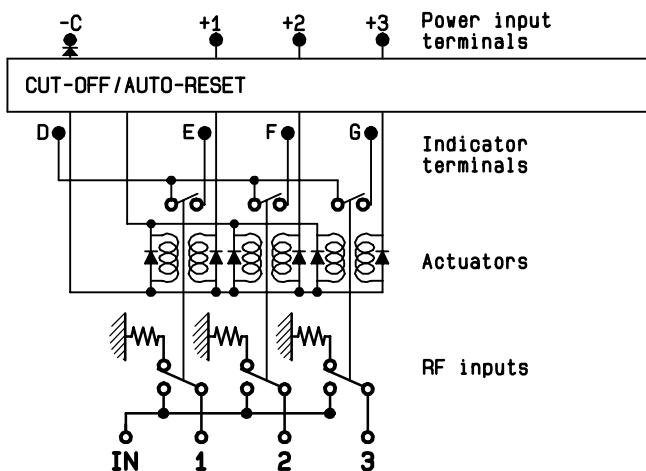 -C +1 +2 +3 Power input
terminals
CUT-OFF/AUTO-RESET
D E F G Indicator
terminals
Actuators
RF inputs
IN 1 2 3